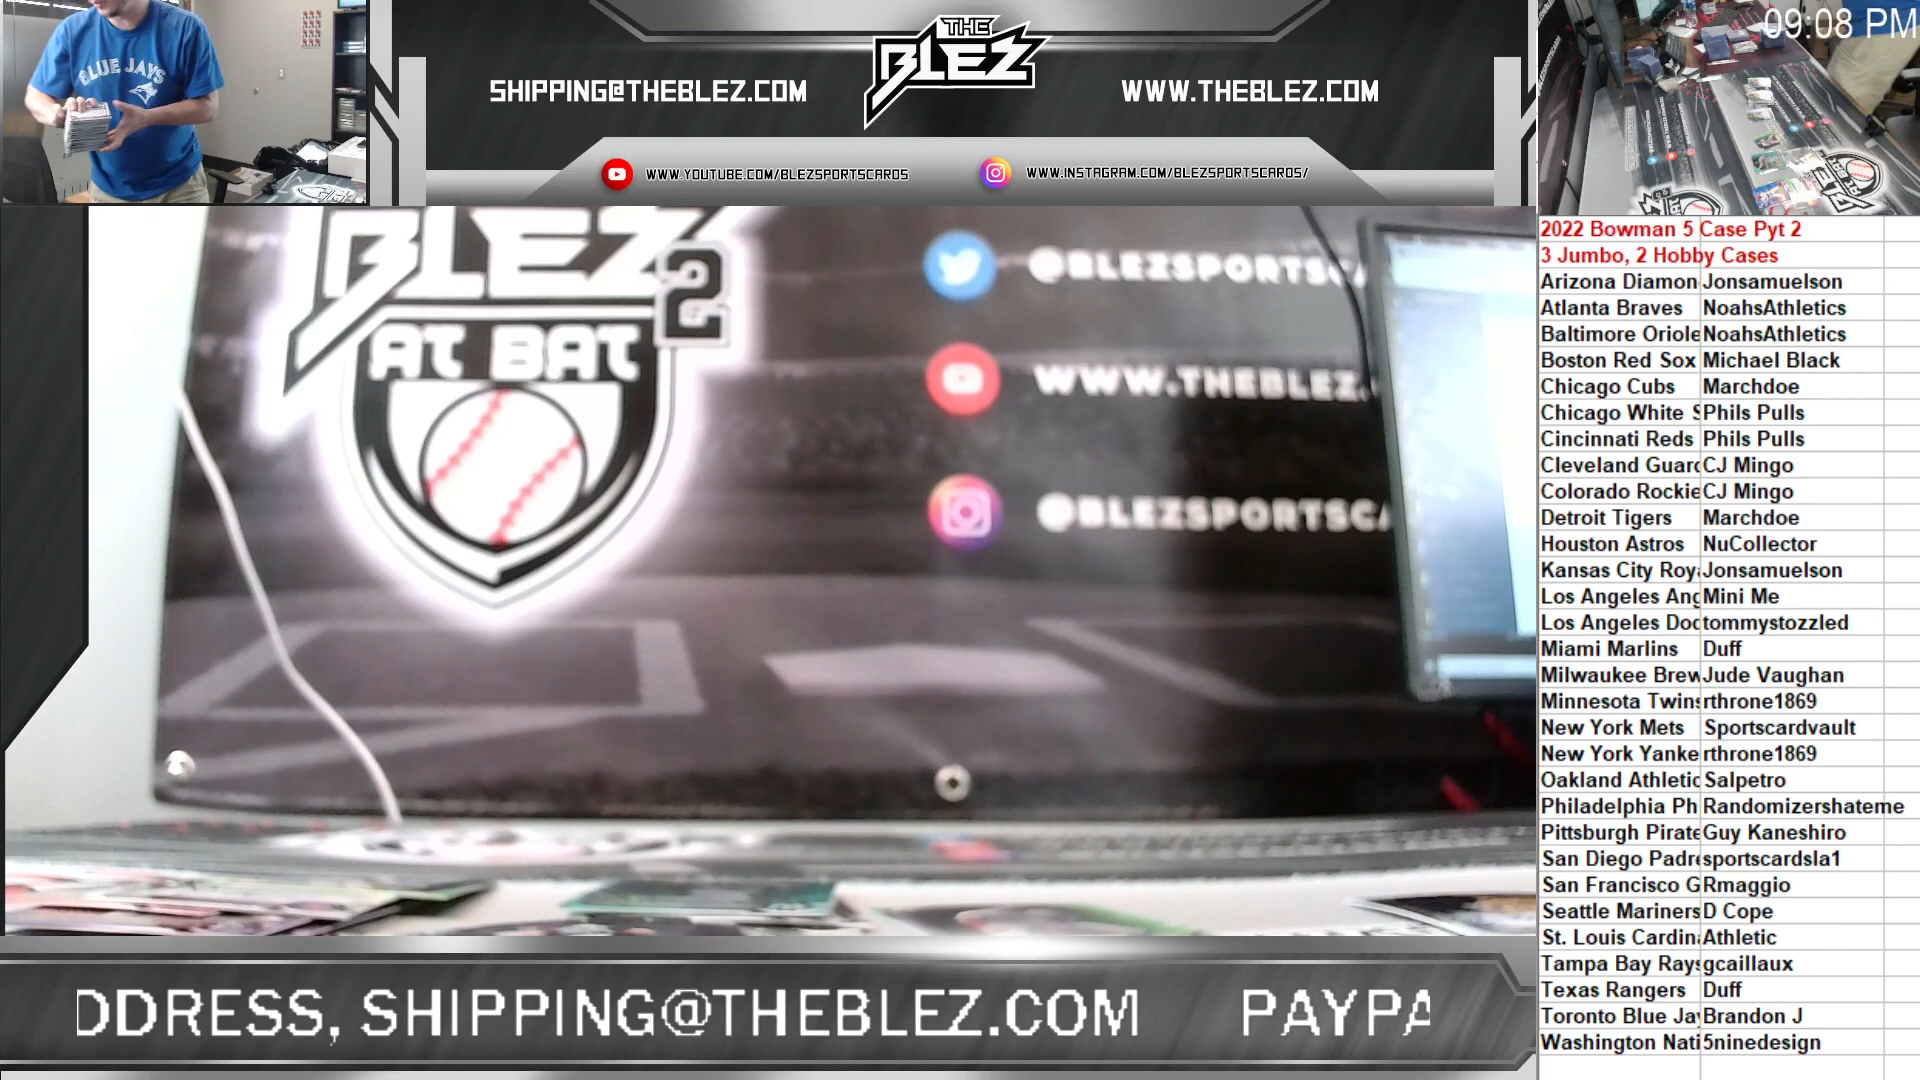 BLUE JAYS
SHIPPING@THEBLEZ.COM
THE
BLEZ
WWW.THEBLEZ.COM
WWW.YOUTUBE.COM/BLEZSPORTSCARDS
WWW.INSTAGRAM.COM/BLEZSPORTSCARDS/
09:08 PM
BLEZ
2
AT BAT
@BLEZSPORTSCA
WWW.THEBLEZ.
@BLEZSPORTSCA
2022 Bowman 5 Case Pyt 2
3 Jumbo, 2 Hobby Cases
Arizona Diamon Jonsamuelson
Atlanta Braves NoahsAthletics
Baltimore Oriole NoahsAthletics
Boston Red Sox Michael Black
Chicago Cubs Marchdoe
Chicago White S Phils Pulls
Cincinnati Reds Phils Pulls
Cleveland Guard CJ Mingo
Colorado Rockie CJ Mingo
Detroit Tigers Marchdoe
Houston Astros NuCollector
Kansas City Roya Jonsamuelson
Los Angeles Ang Mini Me
Los Angeles Dod tommystozzled
Miami Marlins Duff
Milwaukee Brew Jude Vaughan
Minnesota Twins rthrone1869
New York Mets Sportscardvault
New York Yanke rthrone1869
Oakland Athletic Salpetro
Philadelphia Ph Randomizershateme
Pittsburgh Pirate Guy Kaneshiro
San Diego Padre sportscardsla1
San Francisco G Rmaggio
Seattle Mariners D Cope
St. Louis Cardina Athletic
Tampa Bay Rays gcaillaux
Texas Rangers Duff
Toronto Blue Jay Brandon J
Washington Nati 5ninedesign
DDRESS, SHIPPING@THEBLEZ.COM PAYPA